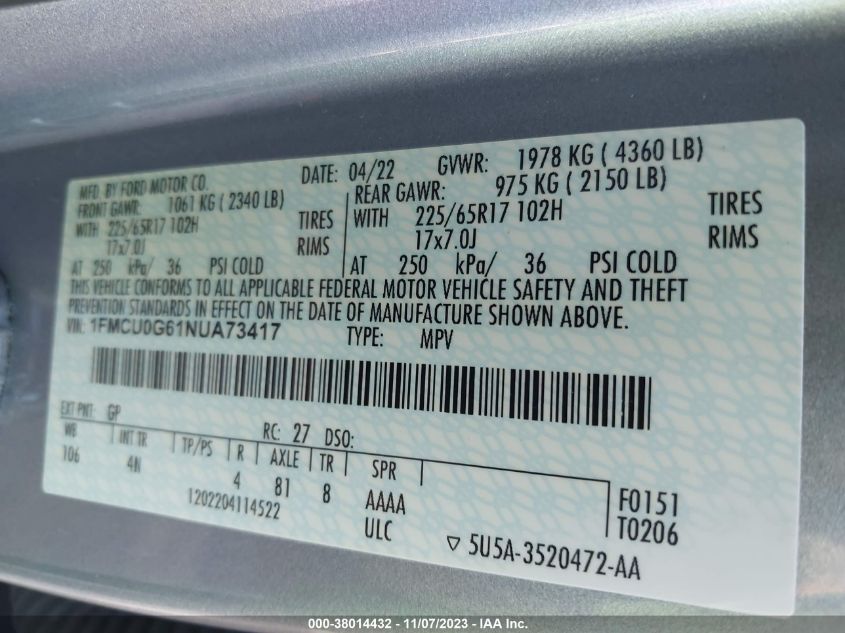 MFD. BY FORD MOTOR CO. DATE: 04/22 GVWR: 1978 KG ( 4360 LB)
FRONT GAWR: 1061 KG ( 2340 LB) REAR GAWR: 975 KG ( 2150 LB)
WITH 225/65R17 102H TIRES WITH 225/65R17 102H TIRES
17x7.0J RIMS 17x7.0J RIMS
AT 250 kPa/ 36 PSI COLD AT 250 kPa/ 36 PSI COLD
THIS VEHICLE CONFORMS TO ALL APPLICABLE FEDERAL MOTOR VEHICLE SAFETY AND THEFT
PREVENTION STANDARDS IN EFFECT ON THE DATE OF MANUFACTURE SHOWN ABOVE.
VIN: 1FMCU0G61NUA73417 TYPE: MPV
EXT PNT: GP RC: 27 DSO:
WB INT TR TP/PS R AXLE TR SPR
106 4N 4 81 8 AAAA F0151
1202204114522 ULC T0206
▽ 5U5A-3520472-AA
000-38014432 - 11/07/2023 - IAA Inc.